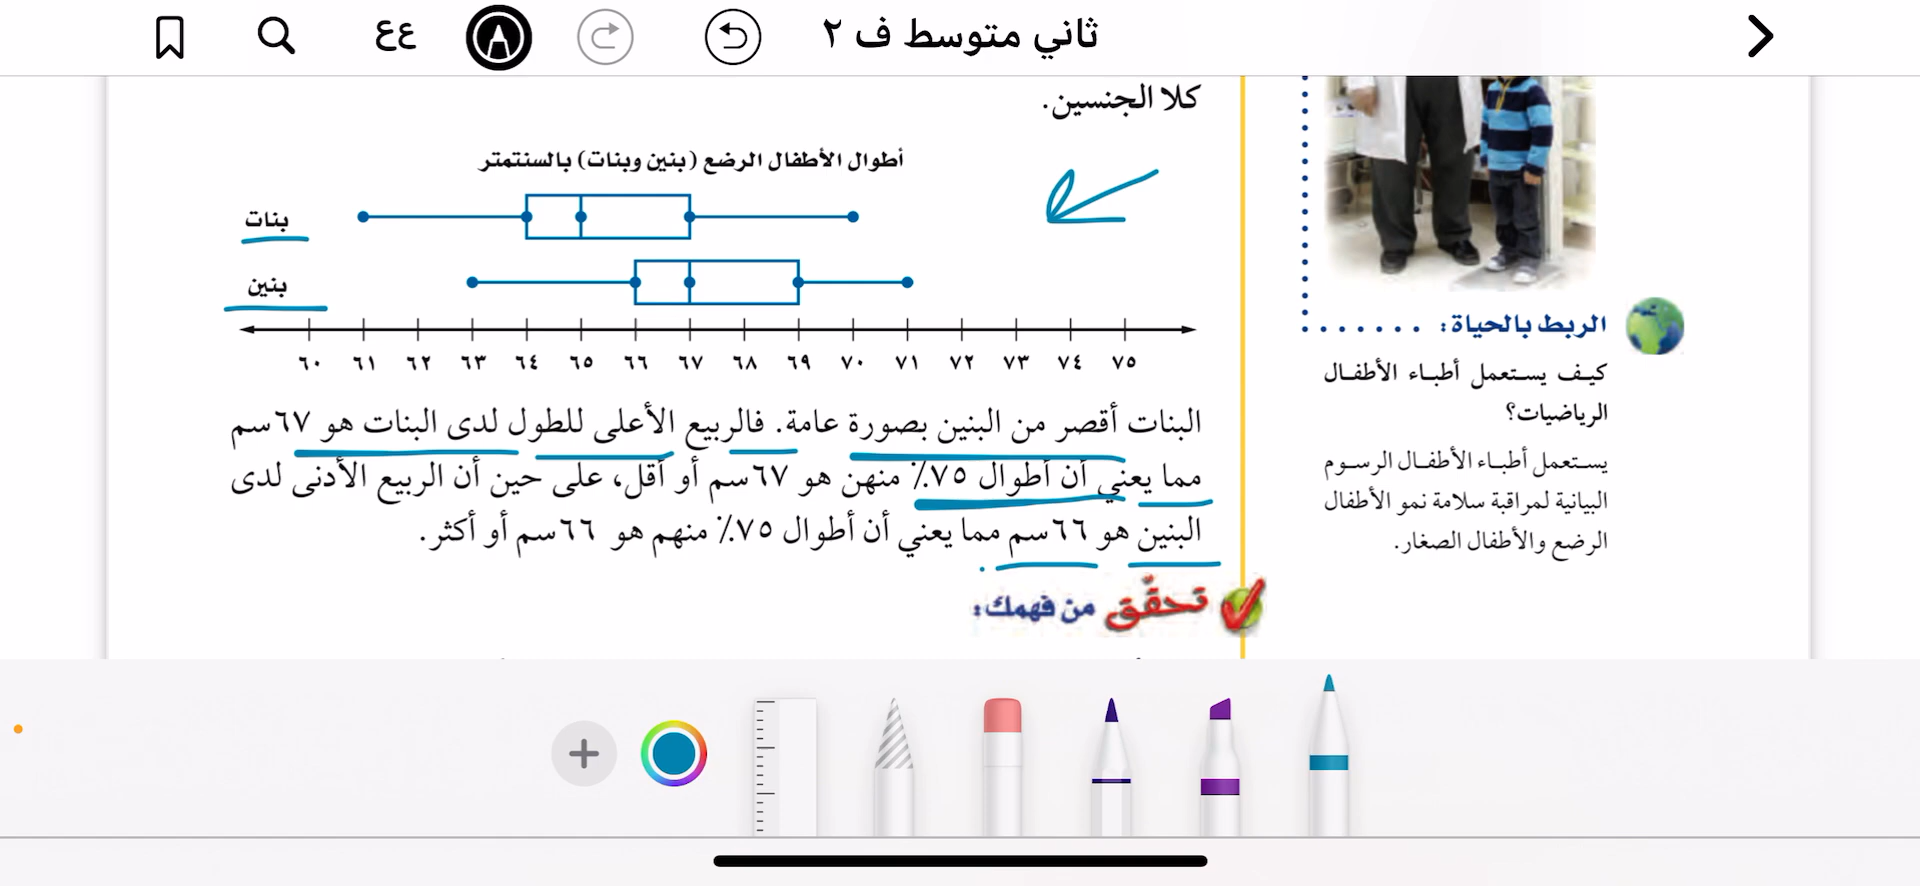 ثاني متوسط ف ٢
عع
كلا الجنسين.
أطوال الأطفال الرضع (بنين وبنات) بالسنتمتر
بنات
بنين
٦٠ ٦١ ٦٢ ٦٣ ٦٤ ٦٥ ٦٦ ٦٧ ٦٨ ٦٩ ٧٠ ٧١ ٧٢ ٧٣ ٧٤ ٧٥
البنات أقصر من البنين بصورة عامة. فالربيع الأعلى للطول لدى البنات هو ٦٧سم
مما يعني أن أطوال ٧٥٪ منهن هو ٦٧سم أو أقل، على حين أن الربيع الأدنى لدى
البنين هو ٦٦سم مما يعني أن أطوال ٧٥٪ منهم هو ٦٦سم أو أكثر.
تحقق من فهمك:
الربط بالحياة:
كيف يستعمل أطباء الأطفال
الرياضيات؟
يستعمل أطباء الأطفال الرسوم
البيانية لمراقبة سلامة نمو الأطفال
الرضع والأطفال الصغار.